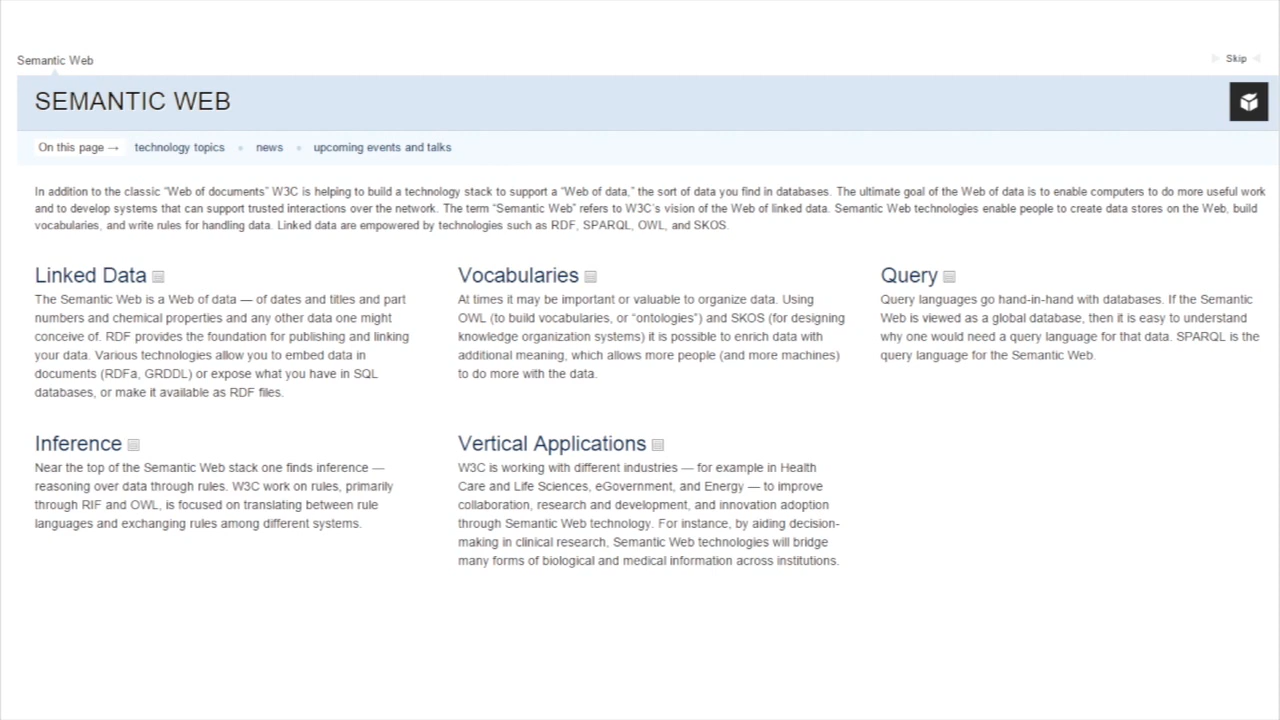 Semantic Web
Skip
SEMANTIC WEB
On this page → technology topics • news • upcoming events and talks
In addition to the classic “Web of documents” W3C is helping to build a technology stack to support a “Web of data,” the sort of data you find in databases. The ultimate goal of the Web of data is to enable computers to do more useful work
and to develop systems that can support trusted interactions over the network. The term “Semantic Web” refers to W3C’s vision of the Web of linked data. Semantic Web technologies enable people to create data stores on the Web, build
vocabularies, and write rules for handling data. Linked data are empowered by technologies such as RDF, SPARQL, OWL, and SKOS.
Linked Data
The Semantic Web is a Web of data — of dates and titles and part
numbers and chemical properties and any other data one might
conceive of. RDF provides the foundation for publishing and linking
your data. Various technologies allow you to embed data in
documents (RDFa, GRDDL) or expose what you have in SQL
databases, or make it available as RDF files.
Vocabularies
At times it may be important or valuable to organize data. Using
OWL (to build vocabularies, or “ontologies”) and SKOS (for designing
knowledge organization systems) it is possible to enrich data with
additional meaning, which allows more people (and more machines)
to do more with the data.
Query
Query languages go hand-in-hand with databases. If the Semantic
Web is viewed as a global database, then it is easy to understand
why one would need a query language for that data. SPARQL is the
query language for the Semantic Web.
Inference
Near the top of the Semantic Web stack one finds inference —
reasoning over data through rules. W3C work on rules, primarily
through RIF and OWL, is focused on translating between rule
languages and exchanging rules among different systems.
Vertical Applications
W3C is working with different industries — for example in Health
Care and Life Sciences, eGovernment, and Energy — to improve
collaboration, research and development, and innovation adoption
through Semantic Web technology. For instance, by aiding decision-
making in clinical research, Semantic Web technologies will bridge
many forms of biological and medical information across institutions.